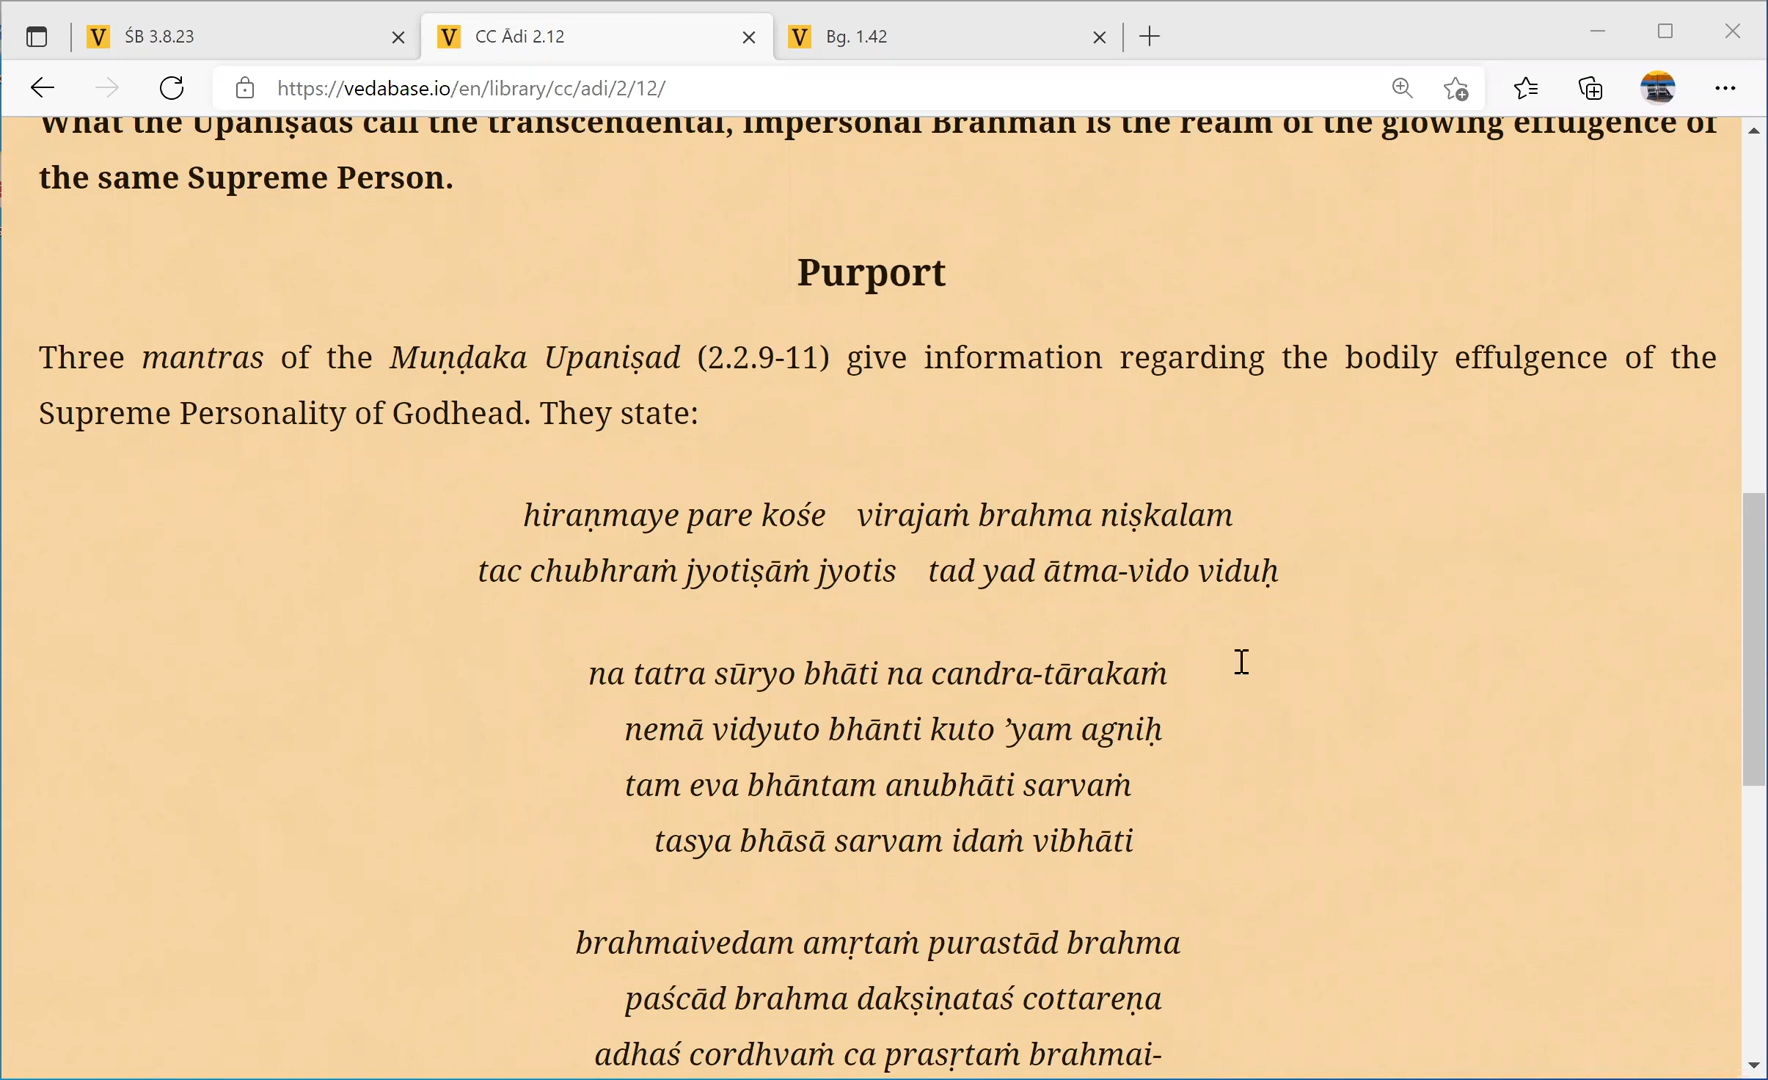 ŚB 3.8.23
CC Ādi 2.12
Bg. 1.42
https://vedabase.io/en/library/cc/adi/2/12/
What the Upaniṣads call the transcendental, impersonal Brahman is the realm of the glowing effulgence of
the same Supreme Person.
Purport
Three mantras of the Muṇḍaka Upaniṣad (2.2.9-11) give information regarding the bodily effulgence of the
Supreme Personality of Godhead. They state:
hiraṇmaye pare kośe virajaṁ brahma niṣkalam
tac chubhraṁ jyotiṣāṁ jyotis tad yad ātma-vido viduḥ
na tatra sūryo bhāti na candra-tārakaṁ
nemā vidyuto bhānti kuto ’yam agniḥ
tam eva bhāntam anubhāti sarvaṁ
tasya bhāsā sarvam idaṁ vibhāti
brahmaivedam amṛtaṁ purastād brahma
paścād brahma dakṣiṇataś cottareṇa
adhaś cordhvaṁ ca prasṛtaṁ brahmai-